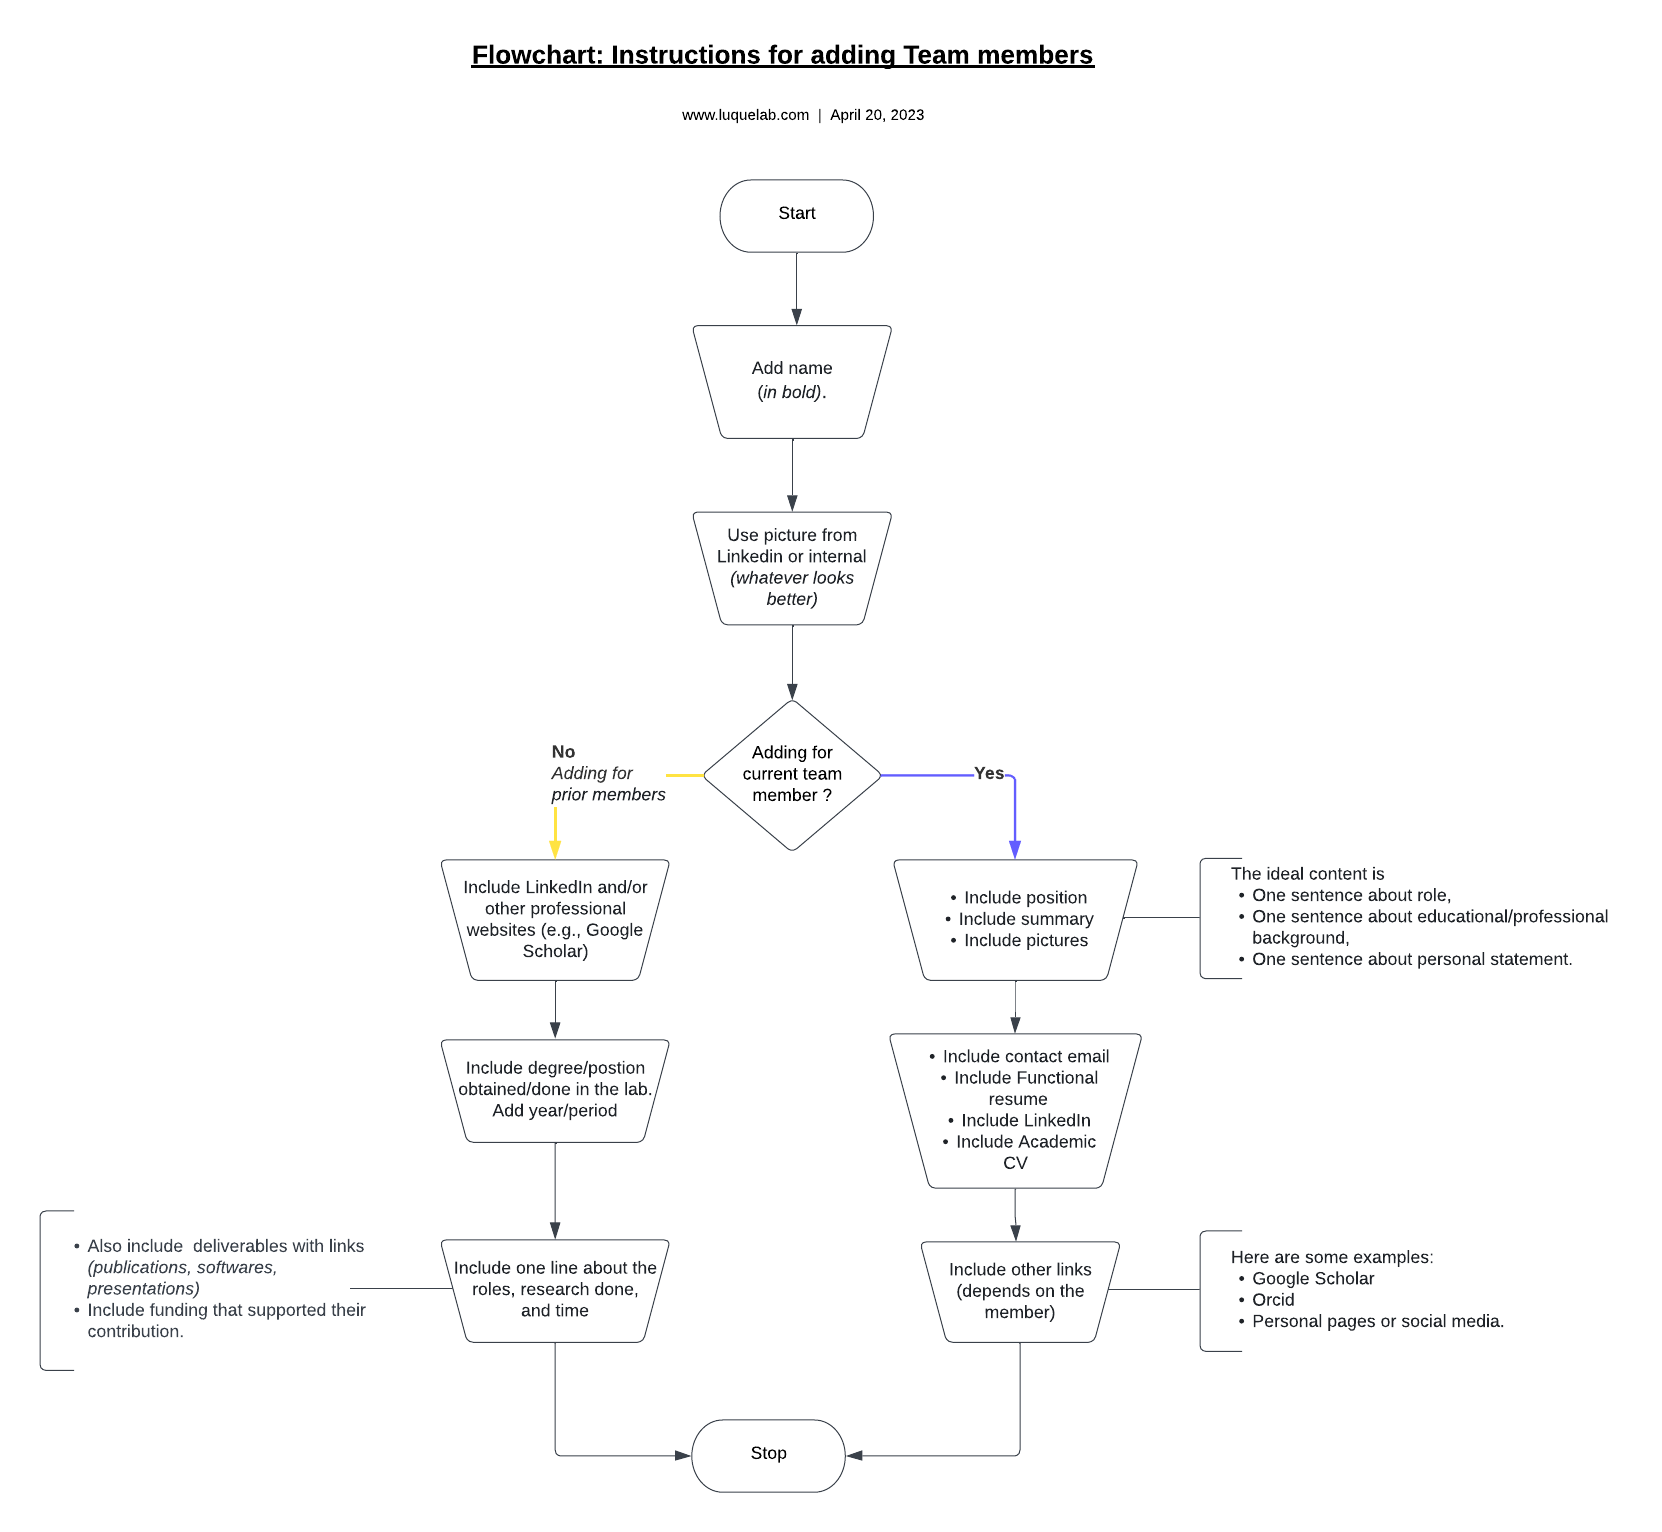 Flowchart: Instructions for adding Team members
www.luquelab.com | April 20, 2023
Start
Add name
(in bold).
Use picture from
Linkedin or internal
(whatever looks
better)
Adding for
current team
member ?
No
Adding for
prior members
Yes
Include LinkedIn and/or
other professional
websites (e.g., Google
Scholar)
• Include position
• Include summary
• Include pictures
The ideal content is
• One sentence about role,
• One sentence about educational/professional
background,
• One sentence about personal statement.
Include degree/postion
obtained/done in the lab.
Add year/period
• Include contact email
• Include Functional
resume
• Include LinkedIn
• Include Academic
CV
• Also include  deliverables with links
(publications, softwares,
presentations)
• Include funding that supported their
contribution.
Include one line about the
roles, research done,
and time
Include other links
(depends on the
member)
Here are some examples:
• Google Scholar
• Orcid
• Personal pages or social media.
Stop